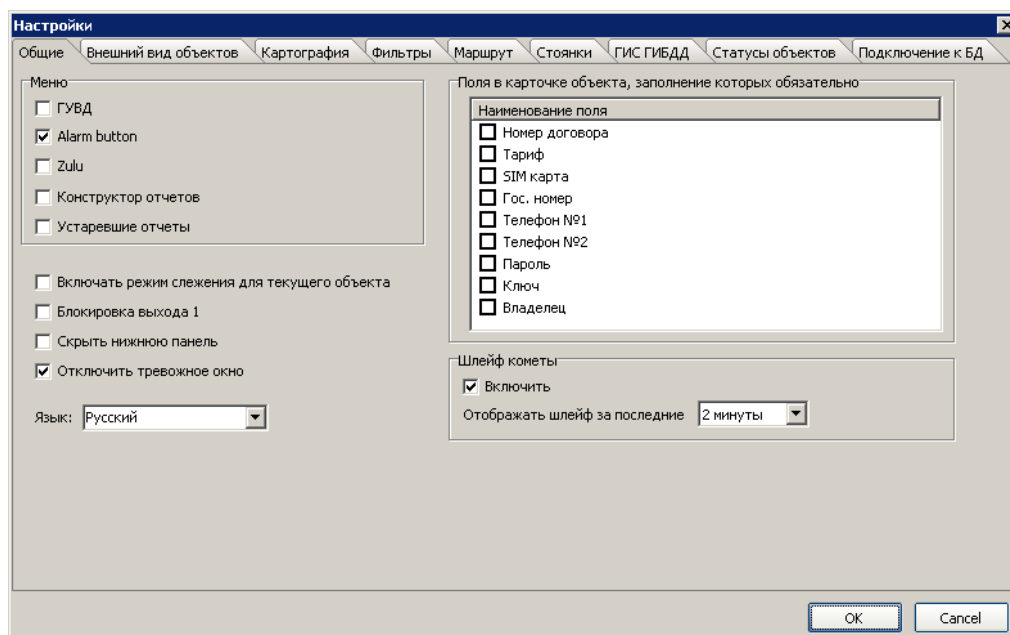 Настройки
Общие Внешний вид объектов Картография Фильтры Маршрут Стоянки ГИС ГИБДД Статусы объектов Подключение к БД
Меню
ГУВД
Alarm button
Zulu
Конструктор отчетов
Устаревшие отчеты
Включать режим слежения для текущего объекта
Блокировка выхода 1
Скрыть нижнюю панель
Отключить тревожное окно
Язык: Русский
Поля в карточке объекта, заполнение которых обязательно
Наименование поля
Номер договора
Тариф
SIM карта
Гос. номер
Телефон №1
Телефон №2
Пароль
Ключ
Владелец
Шлейф кометы
Включить
Отображать шлейф за последние 2 минуты
OK Cancel